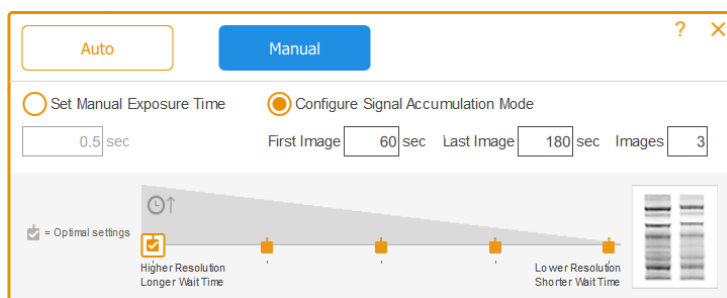 Auto Manual ? ×
Set Manual Exposure Time Configure Signal Accumulation Mode
0.5 sec First Image 60 sec Last Image 180 sec Images 3
= Optimal settings
Higher Resolution Lower Resolution
Longer Wait Time Shorter Wait Time